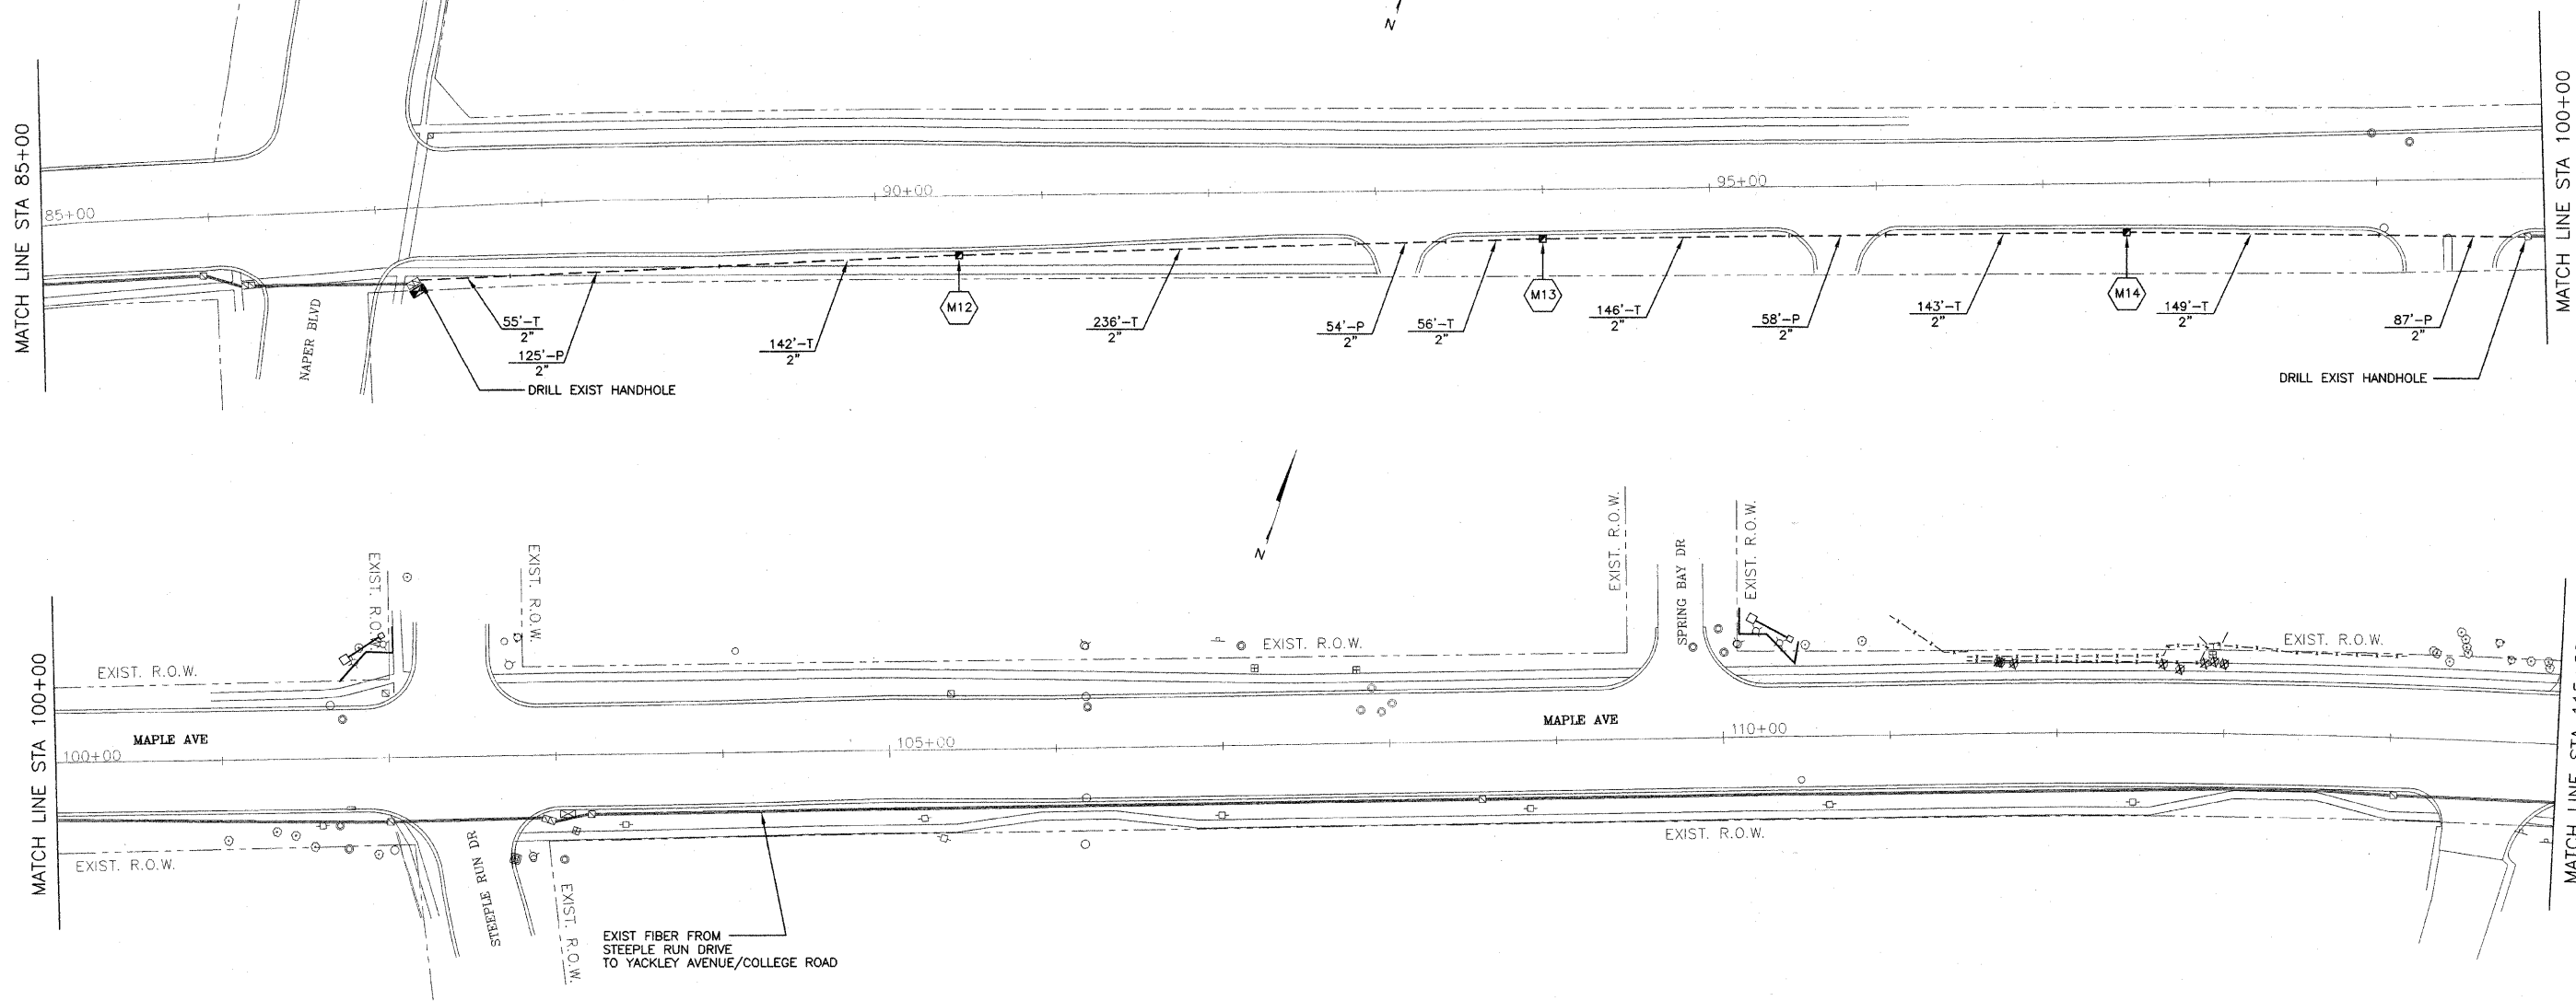 N
MATCH LINE STA 85+00
85+00
90+00
95+00
MATCH LINE STA 100+00
NAPER BLVD
55'-T
2"
125'-P
2"
142'-T
2"
M12
236'-T
2"
54'-P
2"
56'-T
2"
M13
146'-T
2"
58'-P
2"
143'-T
2"
M14
149'-T
2"
87'-P
2"
DRILL EXIST HANDHOLE
DRILL EXIST HANDHOLE
N
MATCH LINE STA 100+00
EXIST. R.O.W.
EXIST. R.O.W.
EXIST. R.O.W.
EXIST. R.O.W.
EXIST. R.O.W.
SPRING BAY DR
EXIST. R.O.W.
EXIST. R.O.W.
MAPLE AVE
100+00
105+00
MAPLE AVE
110+00
EXIST. R.O.W.
STEEPLE RUN DR
EXIST. R.O.W.
EXIST. R.O.W.
EXIST FIBER FROM
STEEPLE RUN DRIVE
TO YACKLEY AVENUE/COLLEGE ROAD
MATCH LINE STA